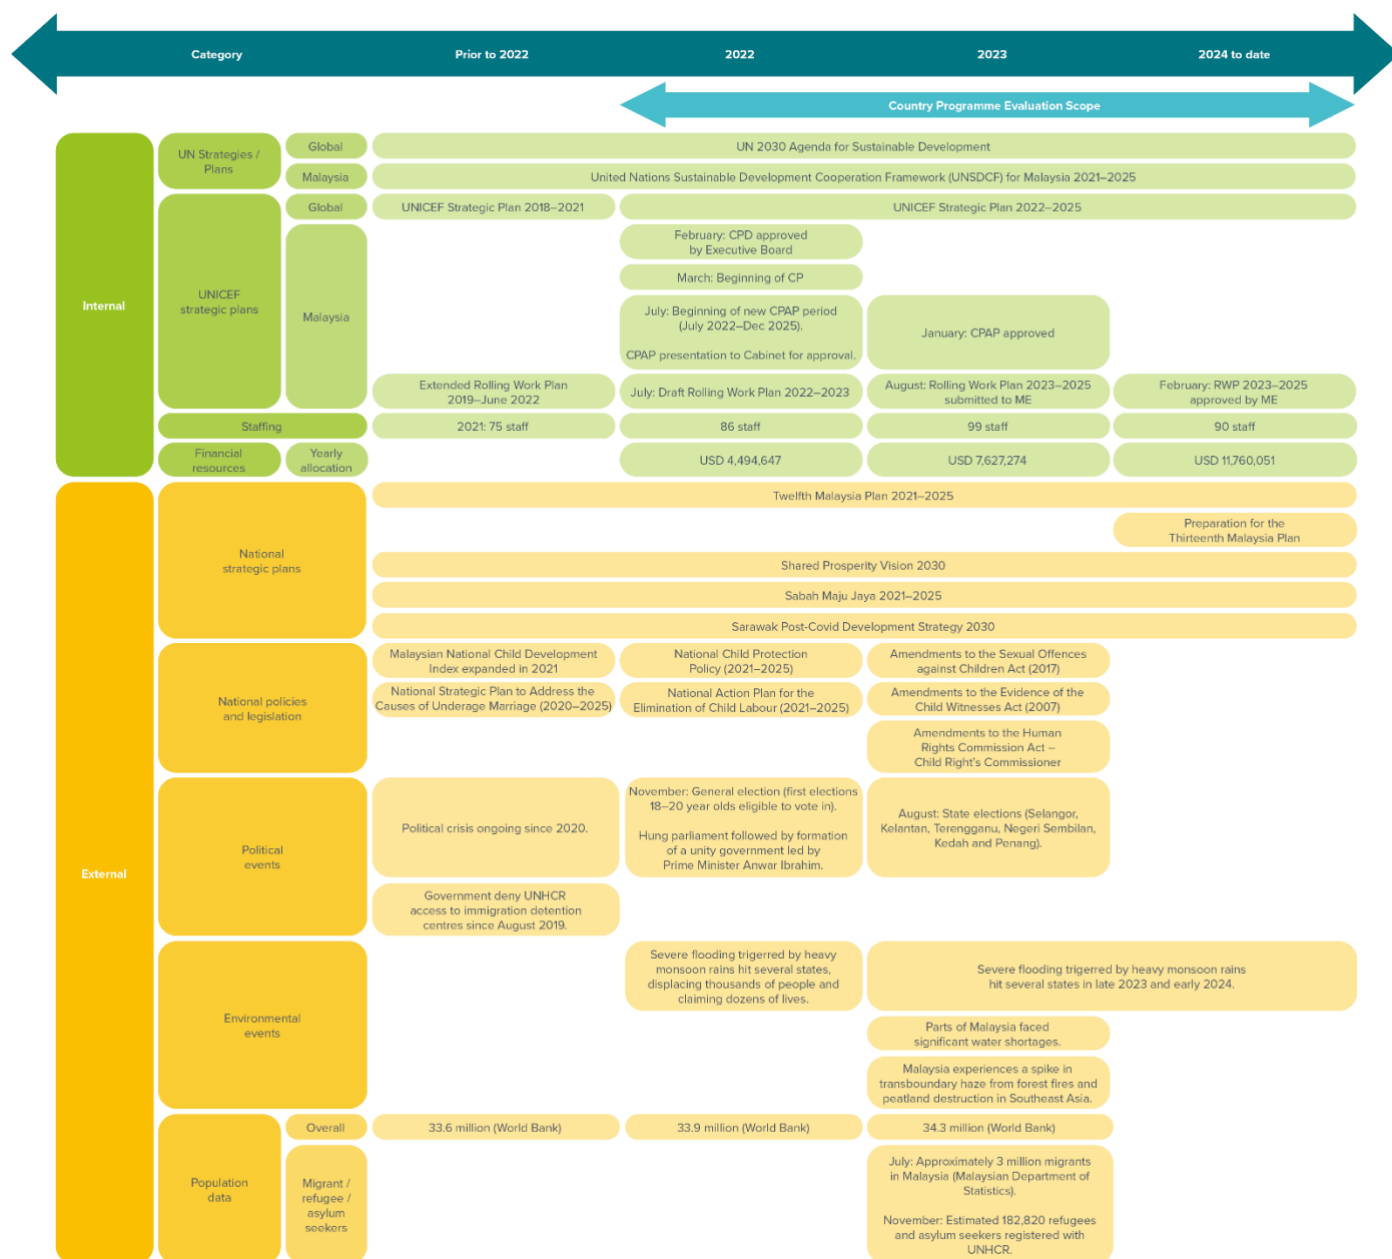 Category
Prior to 2022
2022
2023
2024 to date
Country Programme Evaluation Scope
Internal
UN Strategies /
Plans
Global
UN 2030 Agenda for Sustainable Development
Malaysia
United Nations Sustainable Development Cooperation Framework (UNSDCF) for Malaysia 2021–2025
UNICEF
strategic plans
Global
UNICEF Strategic Plan 2018–2021
UNICEF Strategic Plan 2022–2025
Malaysia
February: CPD approved
by Executive Board
March: Beginning of CP
July: Beginning of new CPAP period
(July 2022–Dec 2025).
CPAP presentation to Cabinet for approval.
January: CPAP approved
Extended Rolling Work Plan
2019–June 2022
July: Draft Rolling Work Plan 2022–2023
August: Rolling Work Plan 2023–2025
submitted to ME
February: RWP 2023–2025
approved by ME
Staffing
2021: 75 staff
86 staff
99 staff
90 staff
Financial
resources
Yearly
allocation
USD 4,494,647
USD 7,627,274
USD 11,760,051
External
National
strategic plans
Twelfth Malaysia Plan 2021–2025
Preparation for the
Thirteenth Malaysia Plan
Shared Prosperity Vision 2030
Sabah Maju Jaya 2021–2025
Sarawak Post-Covid Development Strategy 2030
National policies
and legislation
Malaysian National Child Development
Index expanded in 2021
National Child Protection
Policy (2021–2025)
Amendments to the Sexual Offences
against Children Act (2017)
National Strategic Plan to Address the
Causes of Underage Marriage (2020–2025)
National Action Plan for the
Elimination of Child Labour (2021–2025)
Amendments to the Evidence of the
Child Witnesses Act (2007)
Amendments to the Human
Rights Commission Act –
Child Right's Commissioner
Political
events
Political crisis ongoing since 2020.
November: General election (first elections
18–20 year olds eligible to vote in).
Hung parliament followed by formation
of a unity government led by
Prime Minister Anwar Ibrahim.
August: State elections (Selangor,
Kelantan, Terengganu, Negeri Sembilan,
Kedah and Penang).
Government deny UNHCR
access to immigration detention
centres since August 2019.
Environmental
events
Severe flooding trigerred by heavy
monsoon rains hit several states,
displacing thousands of people and
claiming dozens of lives.
Severe flooding trigerred by heavy monsoon rains
hit several states in late 2023 and early 2024.
Parts of Malaysia faced
significant water shortages.
Malaysia experiences a spike in
transboundary haze from forest fires and
peatland destruction in Southeast Asia.
Population
data
Overall
33.6 million (World Bank)
33.9 million (World Bank)
34.3 million (World Bank)
Migrant /
refugee /
asylum
seekers
July: Approximately 3 million migrants
in Malaysia (Malaysian Department of
Statistics).
November: Estimated 182,820 refugees
and asylum seekers registered with
UNHCR.